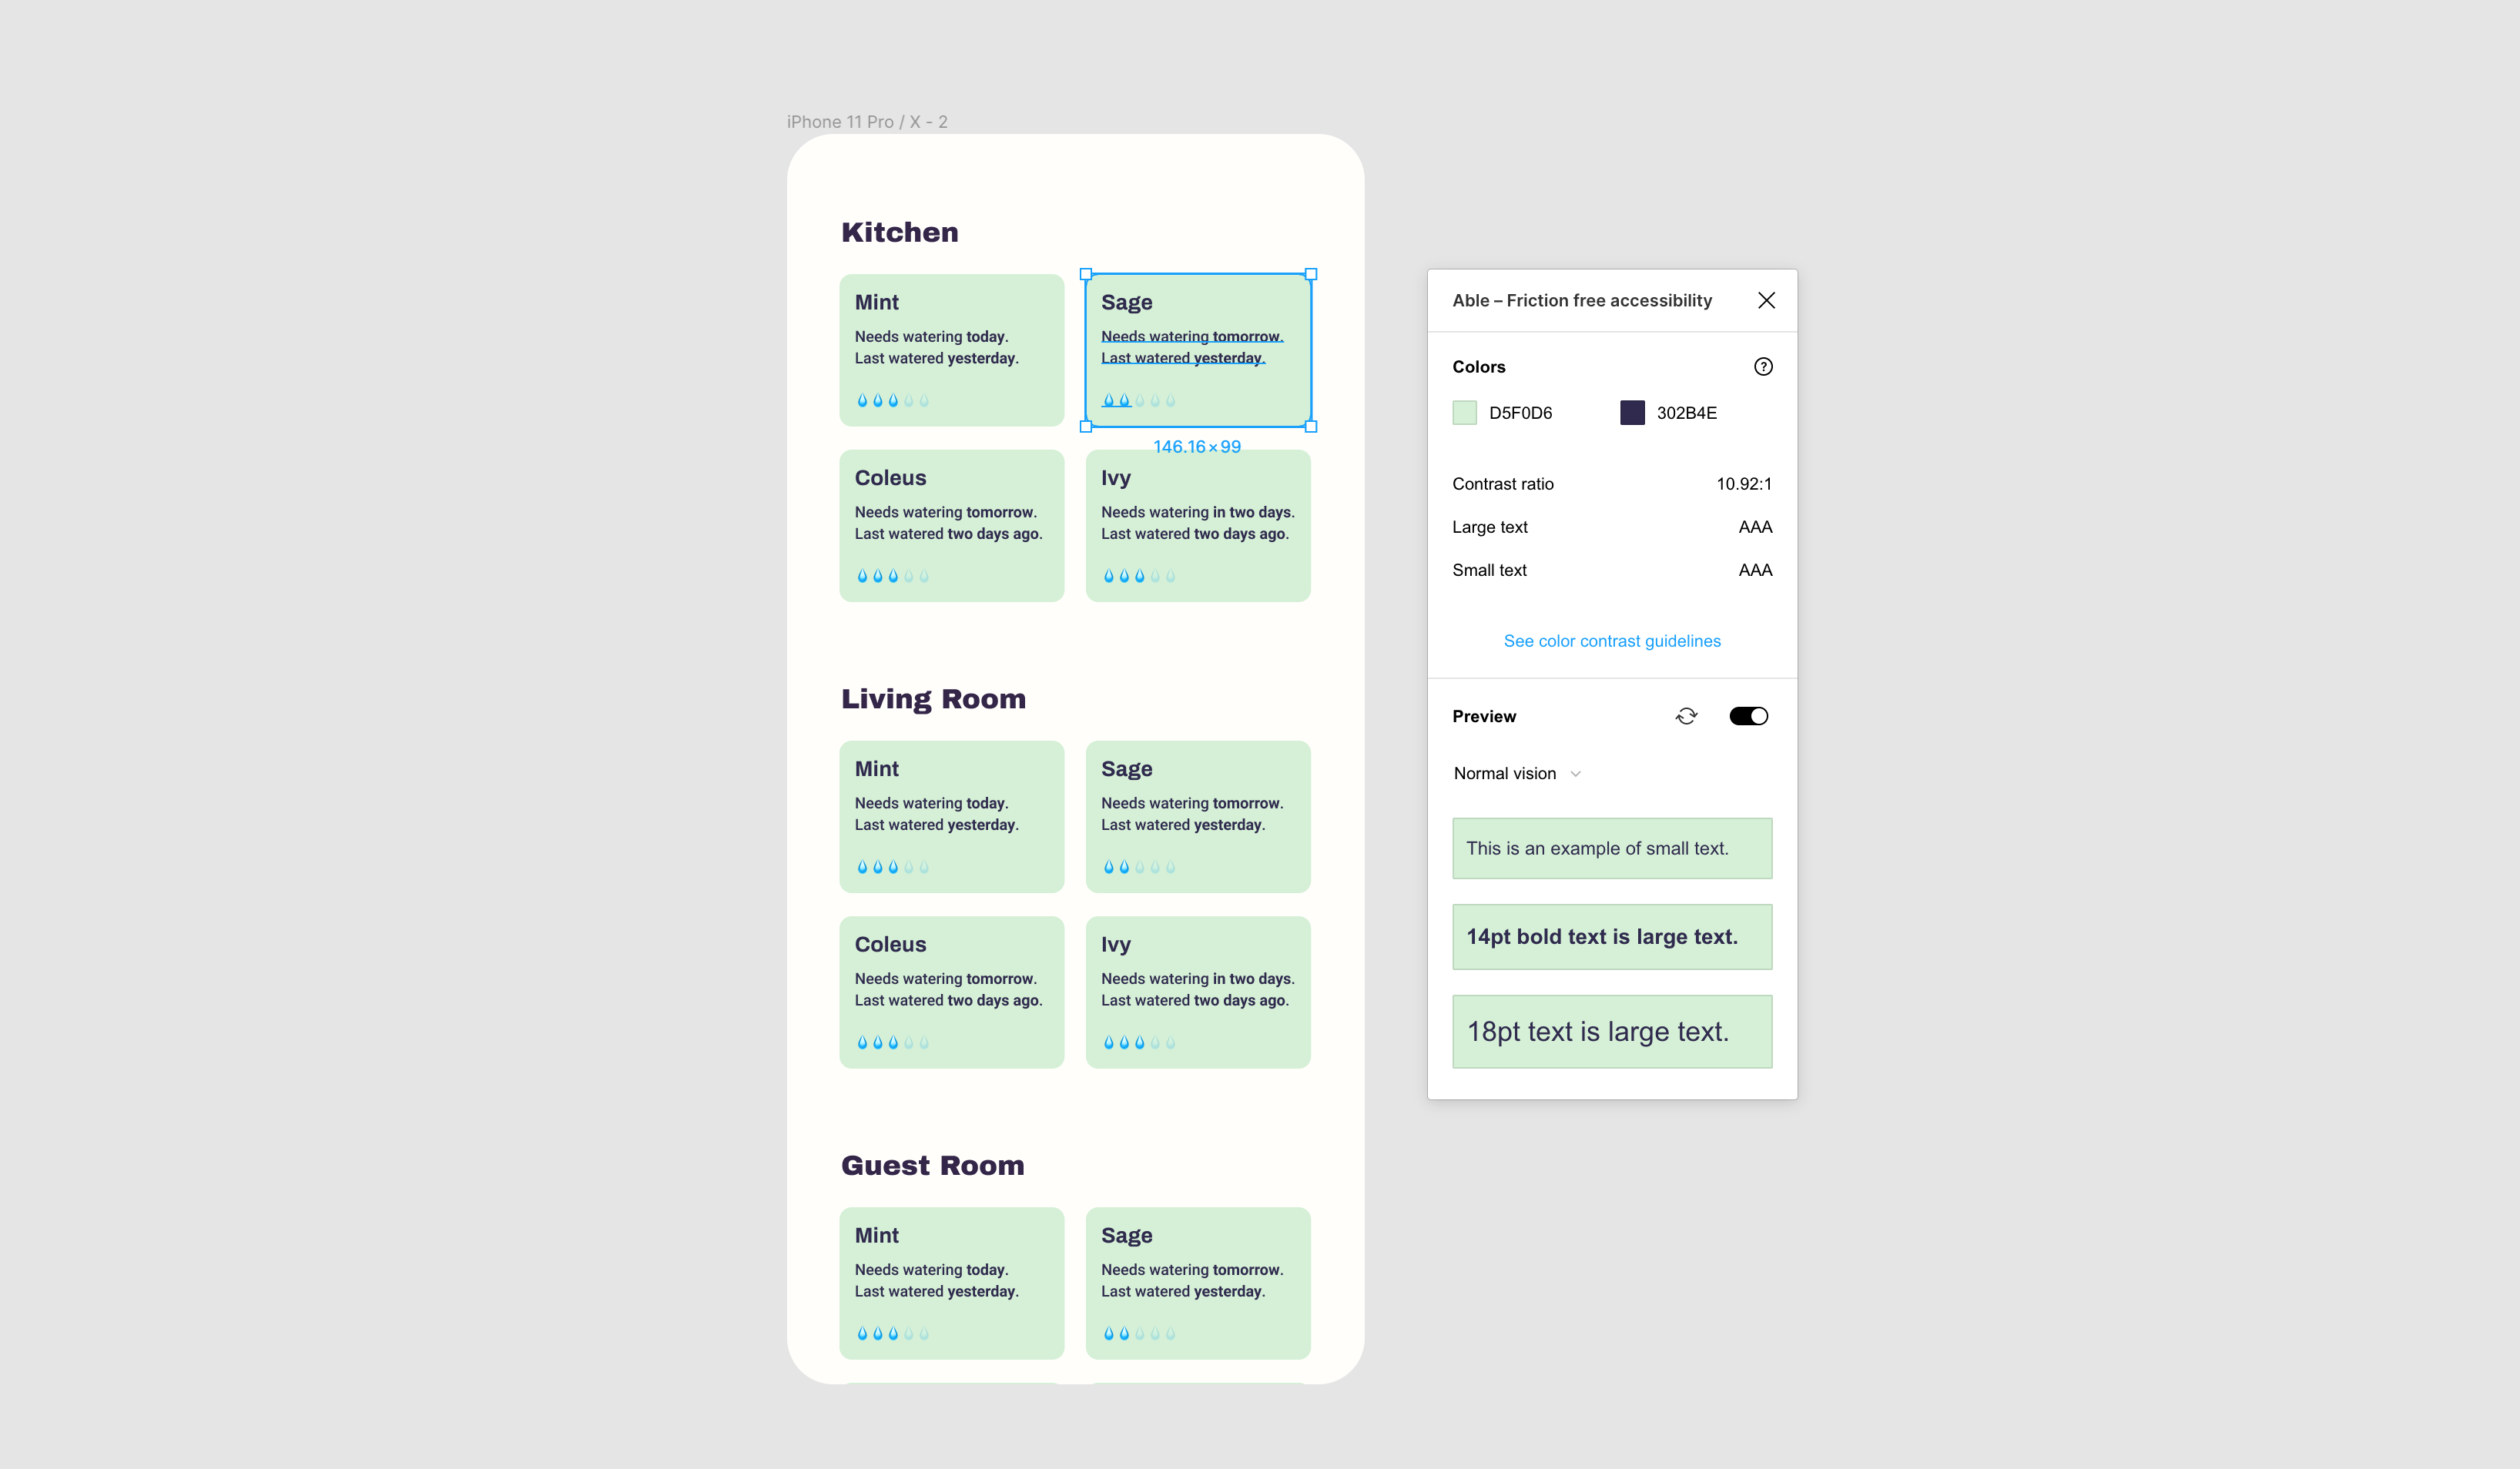 iPhone 11 Pro / X - 2
Kitchen
Mint
Needs watering today.
Last watered yesterday.
Sage
Needs watering tomorrow.
Last watered yesterday.
146.16 × 99
Coleus
Needs watering tomorrow.
Last watered two days ago.
Ivy
Needs watering in two days.
Last watered two days ago.
Living Room
Mint
Needs watering today.
Last watered yesterday.
Sage
Needs watering tomorrow.
Last watered yesterday.
Coleus
Needs watering tomorrow.
Last watered two days ago.
Ivy
Needs watering in two days.
Last watered two days ago.
Guest Room
Mint
Needs watering today.
Last watered yesterday.
Sage
Needs watering tomorrow.
Last watered yesterday.
Able – Friction free accessibility
Colors
?
D5F0D6 302B4E
Contrast ratio 10.92:1
Large text AAA
Small text AAA
See color contrast guidelines
Preview
Normal vision
This is an example of small text.
14pt bold text is large text.
18pt text is large text.